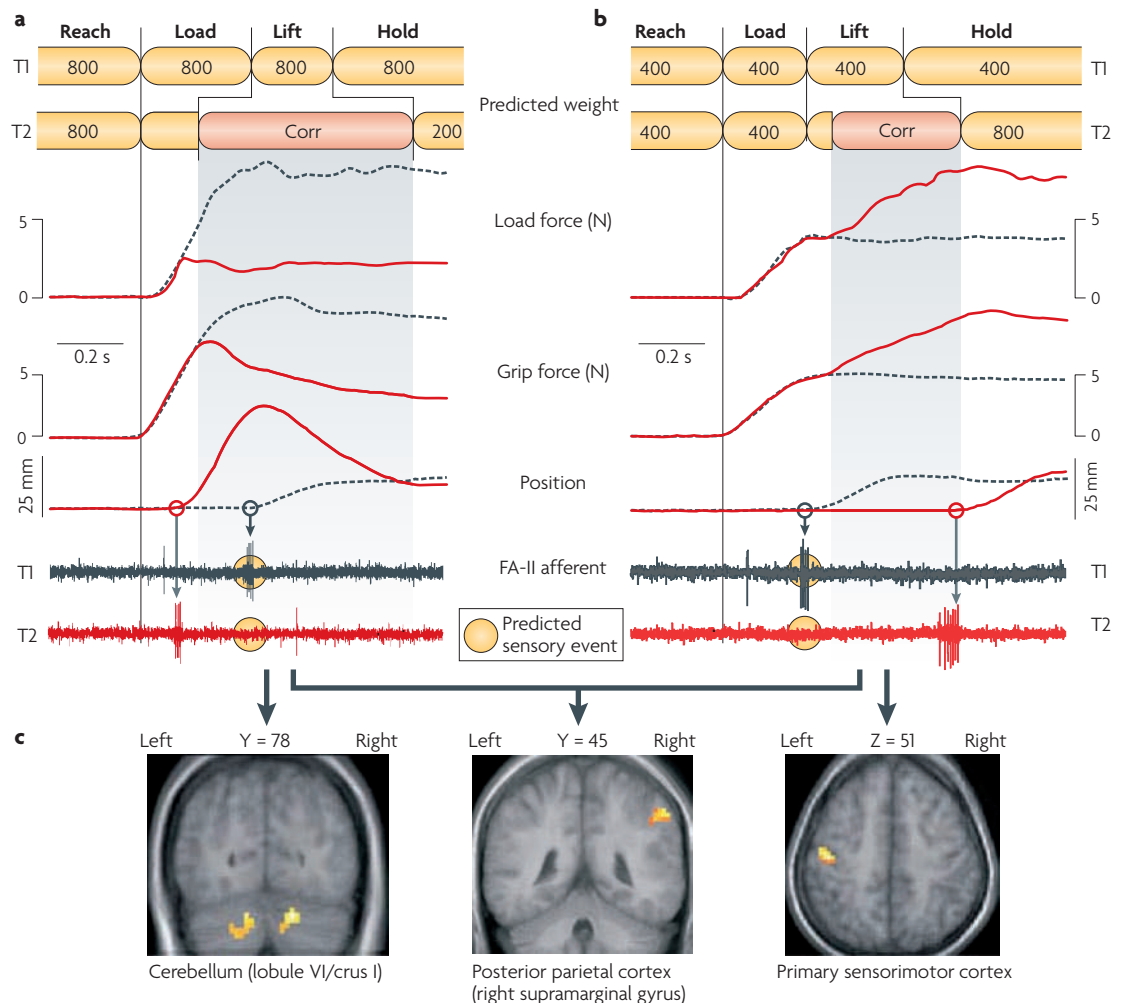 a
b
Reach Load Lift Hold
Reach Load Lift Hold
T1 800 800 800 800
400 400 400 400 T1
Predicted weight
T2 800 Corr 200
400 400 Corr 800 T2
5
Load force (N)
5
0
0
0.2 s
0.2 s
5
Grip force (N)
5
0
0
25 mm
Position
25 mm
T1
FA-II afferent
T1
T2
Predicted
sensory event
T2
c
Left Y = 78 Right
Left Y = 45 Right
Left Z = 51 Right
Cerebellum (lobule VI/crus I)
Posterior parietal cortex
(right supramarginal gyrus)
Primary sensorimotor cortex